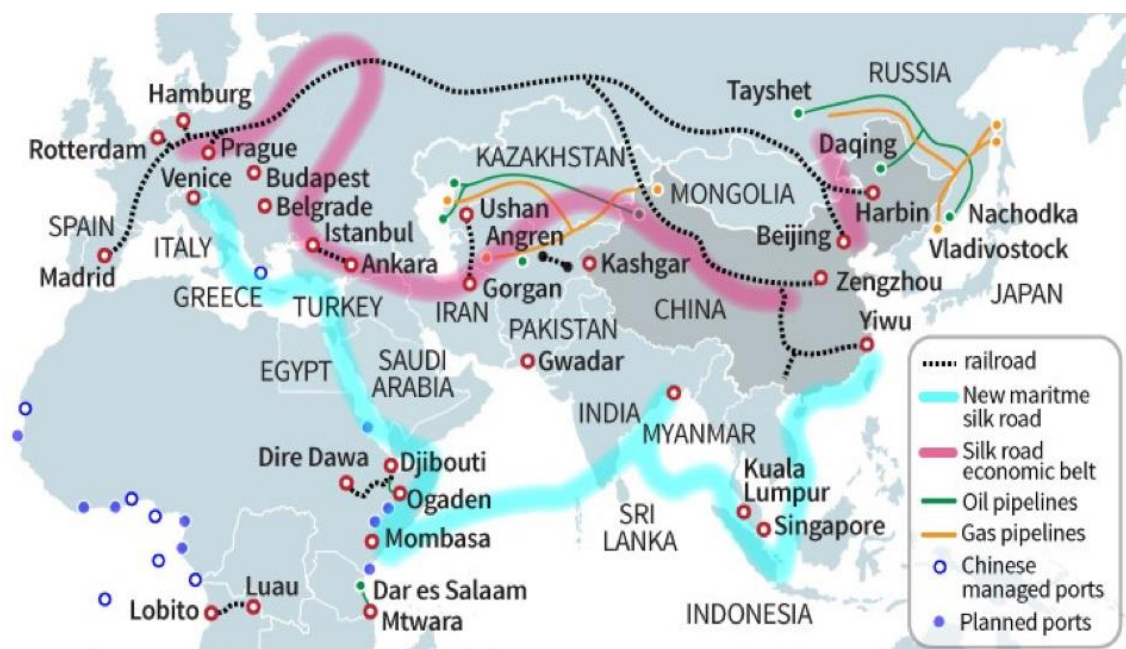 Hamburg
Rotterdam
Prague
Venice
Budapest
Belgrade
SPAIN
ITALY
Istanbul
Madrid
Ankara
GREECE
TURKEY
KAZAKHSTAN
Ushan
Angren
Gorgan
IRAN
Kashgar
PAKISTAN
Gwadar
Tayshet
RUSSIA
Daqing
MONGOLIA
Harbin
Nachodka
Beijing
Vladivostock
Zengzhou
JAPAN
CHINA
Yiwu
EGYPT
SAUDI
ARABIA
INDIA
MYANMAR
Dire Dawa
Djibouti
Ogaden
Kuala
Lumpur
SRI
LANKA
Singapore
Mombasa
Luau
Dar es Salaam
Lobito
Mtwara
INDONESIA
railroad
New maritme
silk road
Silk road
economic belt
Oil pipelines
Gas pipelines
Chinese
managed ports
Planned ports